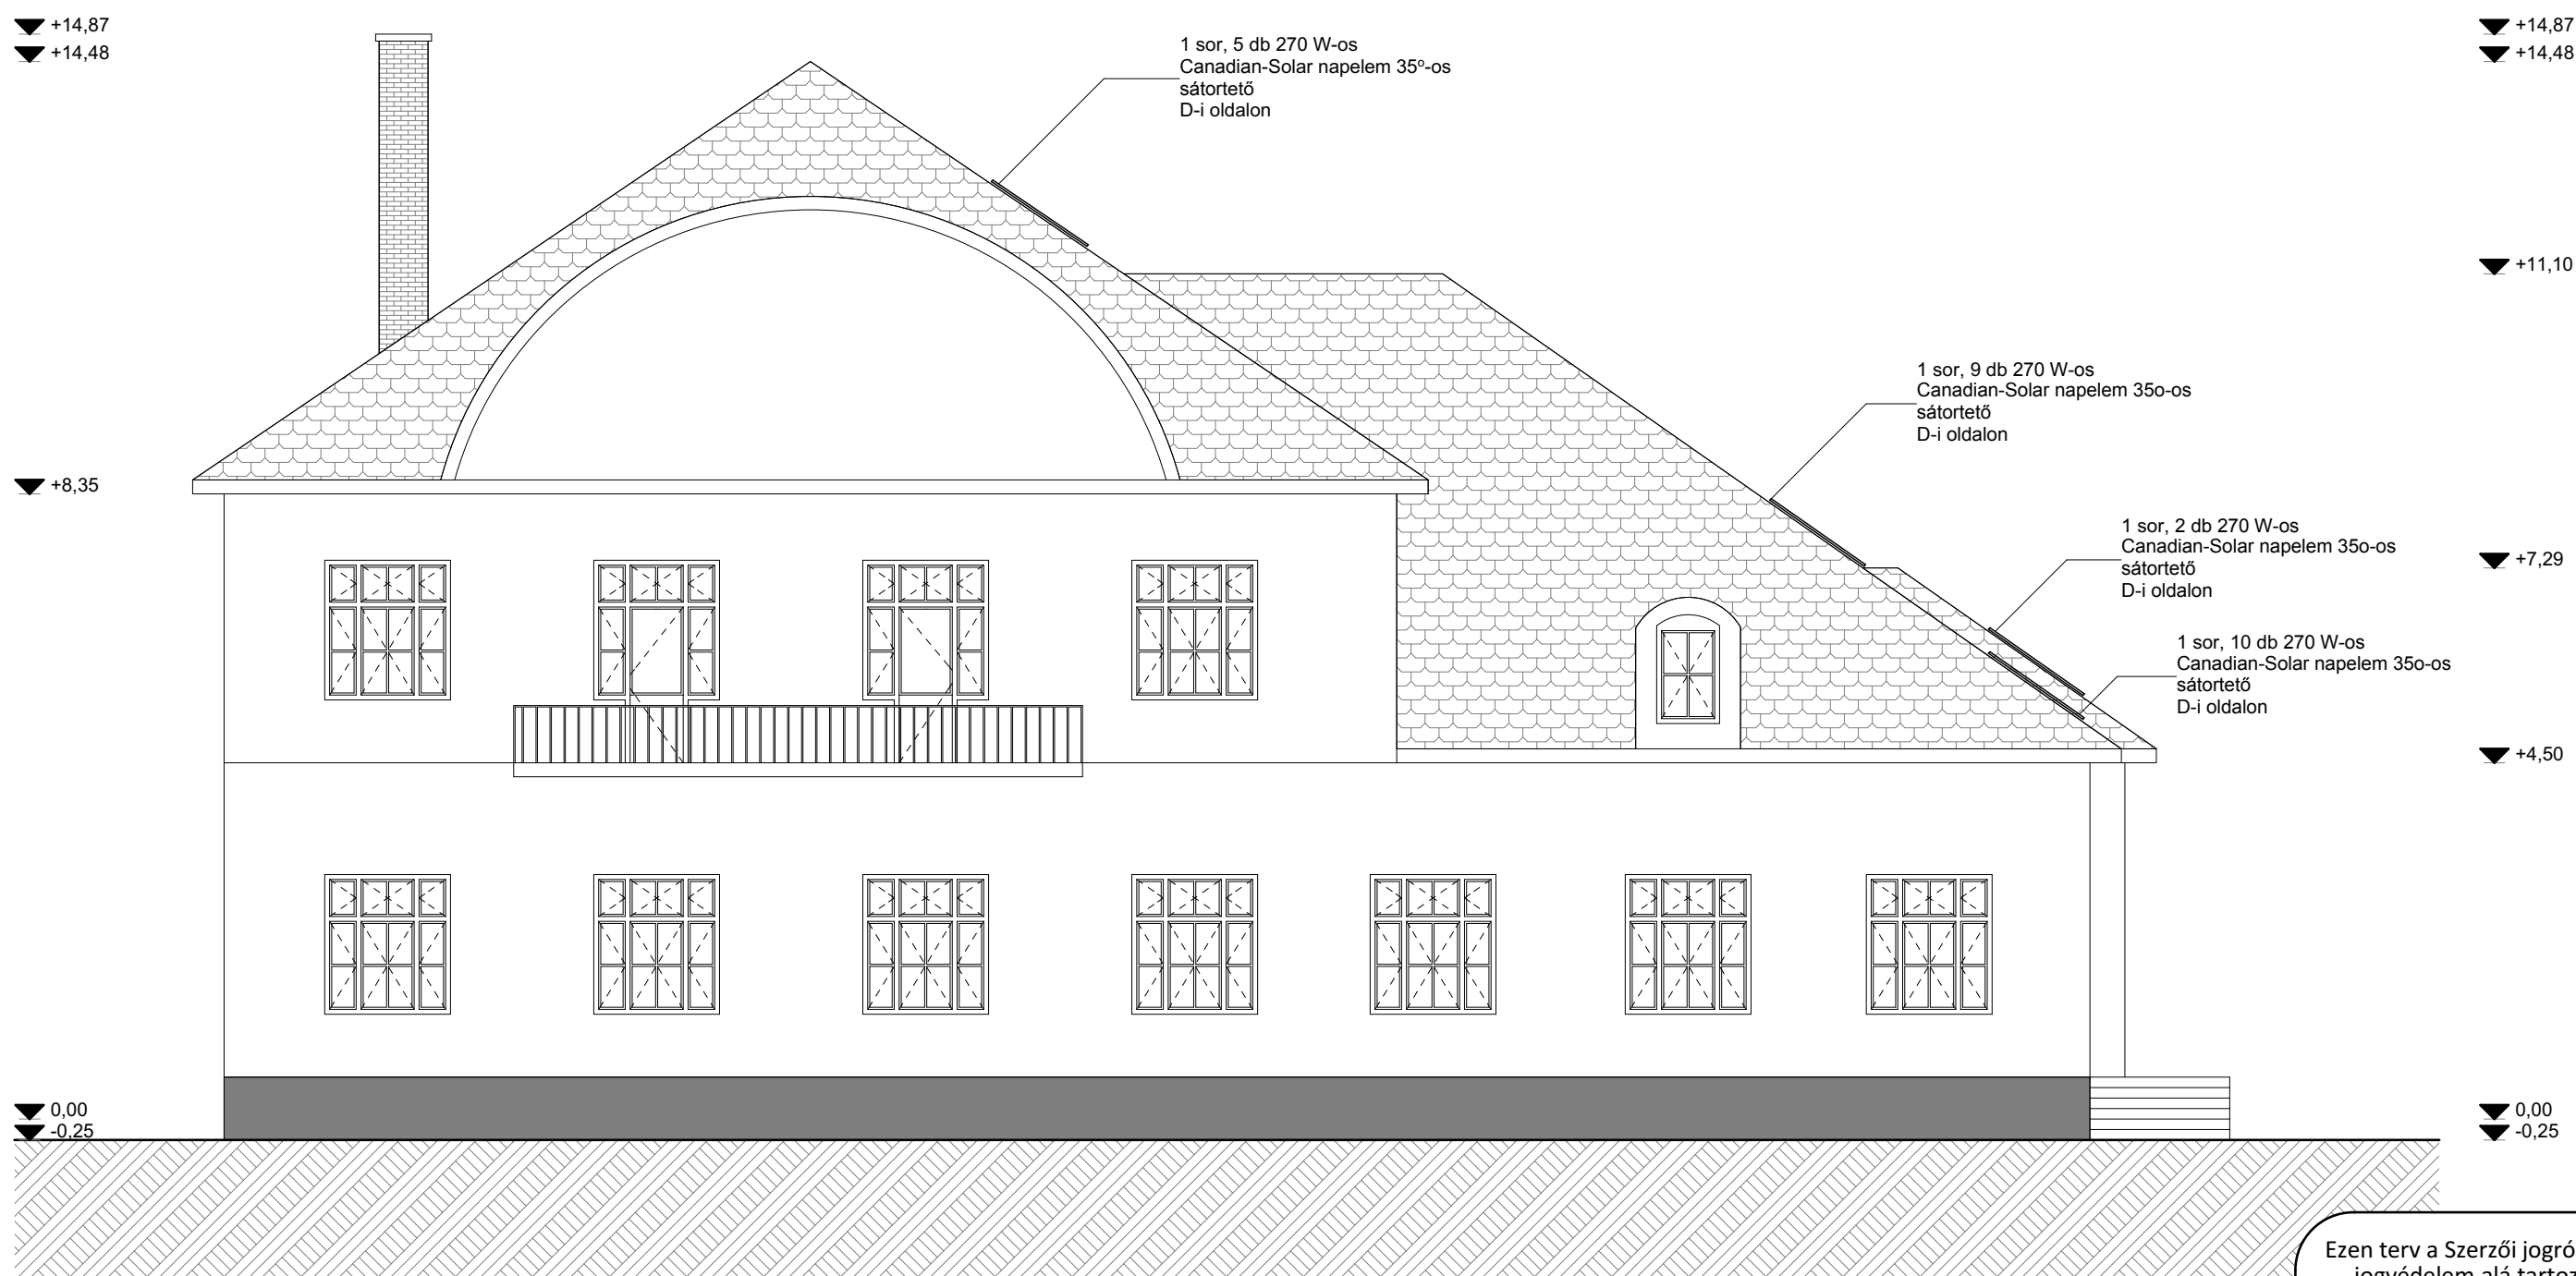 +14,87
+14,48
+8,35
0,00
-0,25
1 sor, 5 db 270 W-os
Canadian-Solar napelem 35º-os
sátortető
D-i oldalon
1 sor, 9 db 270 W-os
Canadian-Solar napelem 35o-os
sátortető
D-i oldalon
1 sor, 2 db 270 W-os
Canadian-Solar napelem 35o-os
sátortető
D-i oldalon
1 sor, 10 db 270 W-os
Canadian-Solar napelem 35o-os
sátortető
D-i oldalon
+14,87
+14,48
+11,10
+7,29
+4,50
0,00
-0,25
Ezen terv a Szerzői jogró
jogvédelem alá tartoz